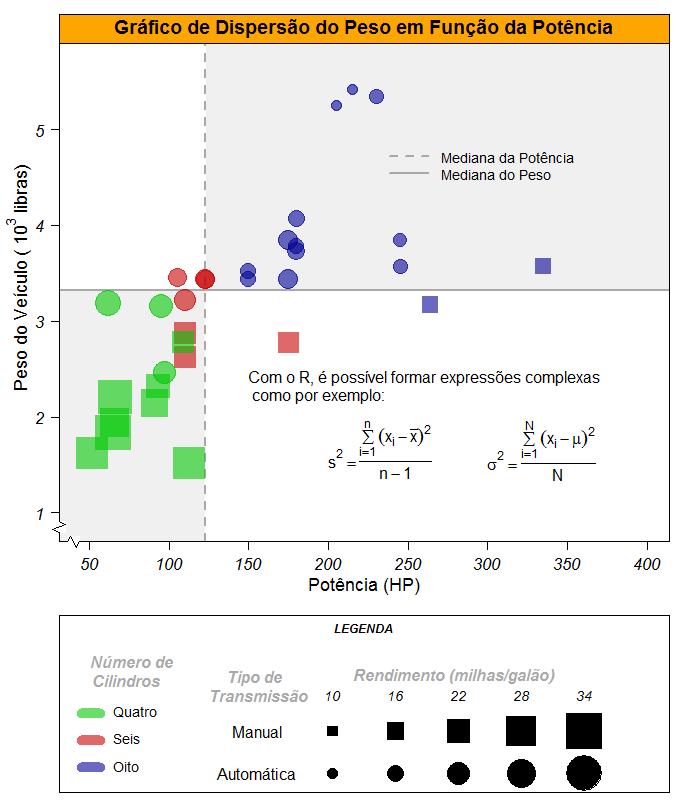 Gráfico de Dispersão do Peso em Função da Potência
Peso do Veículo ( 10³ libras)
5
4
3
2
1
Mediana da Potência
Mediana do Peso
Com o R, é possível formar expressões complexas
como por exemplo:
s² = ∑ⁿᵢ₌₁ (xᵢ – x̅)² / n – 1
σ² = ∑ᴺᵢ₌₁ (xᵢ – μ)² / N
50 100 150 200 250 300 350 400
Potência (HP)
LEGENDA
Número de
Cilindros
Quatro
Seis
Oito
Tipo de
Transmissão
Rendimento (milhas/galão)
10 16 22 28 34
Manual
Automática